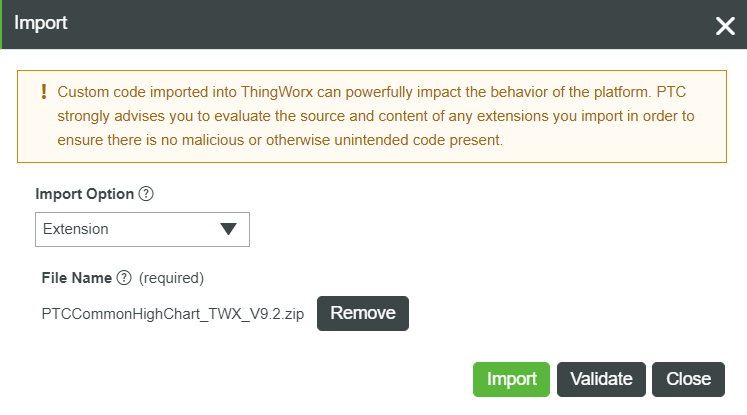 Import
! Custom code imported into ThingWorx can powerfully impact the behavior of the platform. PTC
strongly advises you to evaluate the source and content of any extensions you import in order to
ensure there is no malicious or otherwise unintended code present.
Import Option ?
Extension
File Name ? (required)
PTCCommonHighChart_TWX_V9.2.zip Remove
Import Validate Close